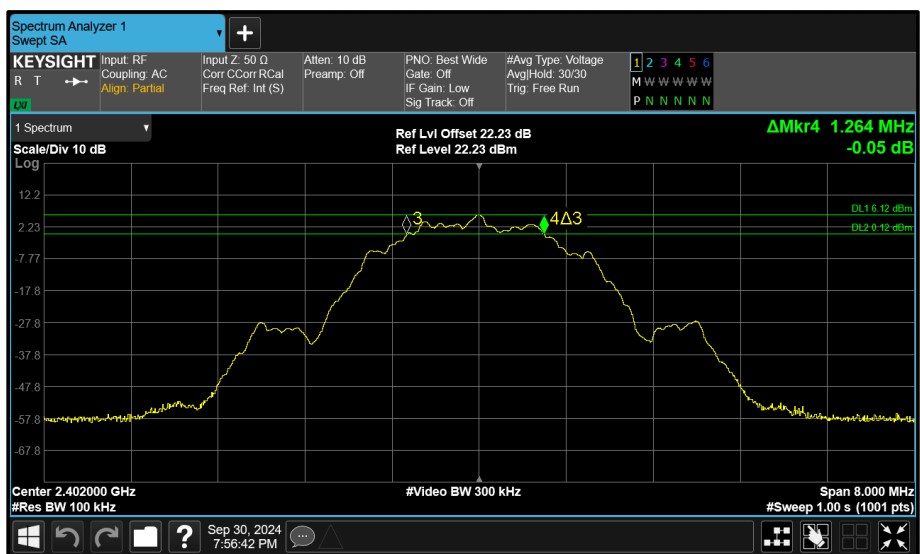 Spectrum Analyzer 1
Swept SA
+
KEYSIGHT
R T
LXI
Input: RF
Coupling: AC
Align: Partial
Input Z: 50 Ω
Corr CCorr RCal
Freq Ref: Int (S)
Atten: 10 dB
Preamp: Off
PNO: Best Wide
Gate: Off
IF Gain: Low
Sig Track: Off
#Avg Type: Voltage
Avg|Hold: 30/30
Trig: Free Run
1 2 3 4 5 6
M W W W W W
P N N N N N
1 Spectrum
Scale/Div 10 dB
Ref Lvl Offset 22.23 dB
Ref Level 22.23 dBm
ΔMkr4 1.264 MHz
-0.05 dB
Log
12.2
2.23
-7.77
-17.8
-27.8
-37.8
-47.8
-57.8
-67.8
3
4Δ3
DL1 6.12 dBm
DL2 0.12 dBm
Center 2.402000 GHz
#Video BW 300 kHz
Span 8.000 MHz
#Res BW 100 kHz
#Sweep 1.00 s (1001 pts)
?
Sep 30, 2024
7:56:42 PM